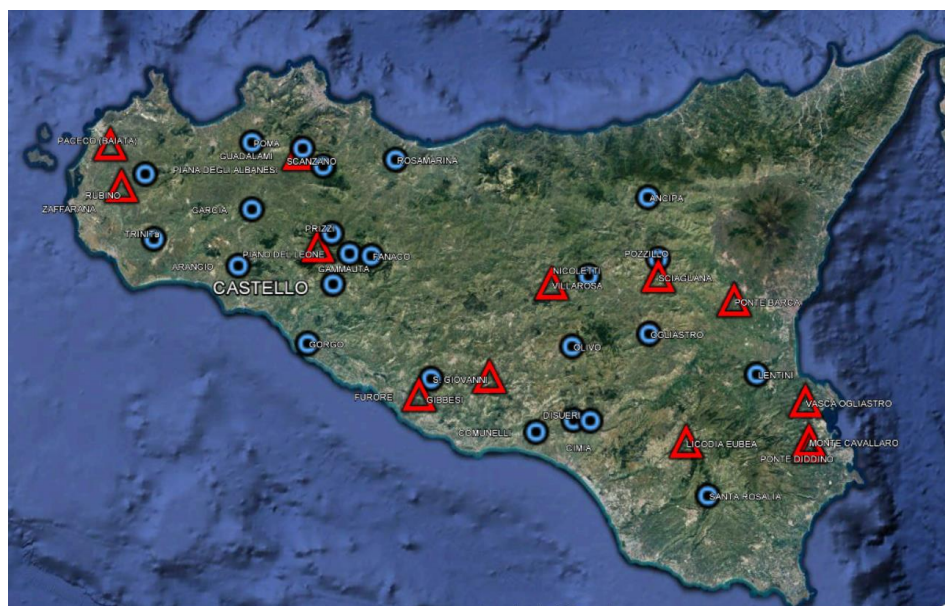 PACECO (BAIATA)
POMA
GUADALAMI
SCANZANO
ROSAMARINA
PIANA DEGLI ALBANESI
RUBINO
ZAFFARANA
GARCIA
ANCIPA
TRINITa
PRIZZI
PIANO DEL LEONE
FANACO
GAMMAUTA
ARANCIO
CASTELLO
POZZILLO
NICOLETTI
SCIAGUANA
VILLAROSA
PONTE BARCA
OGLIASTRO
GORGO
OLIVO
LENTINI
S. GIOVANNI
FURORE
GIBBESI
VASCA OGLIASTRO
DISUERI
COMUNELLI
CIMIA
LICODIA EUBEA
MONTE CAVALLARO
PONTE DIDDINO
SANTA ROSALIA